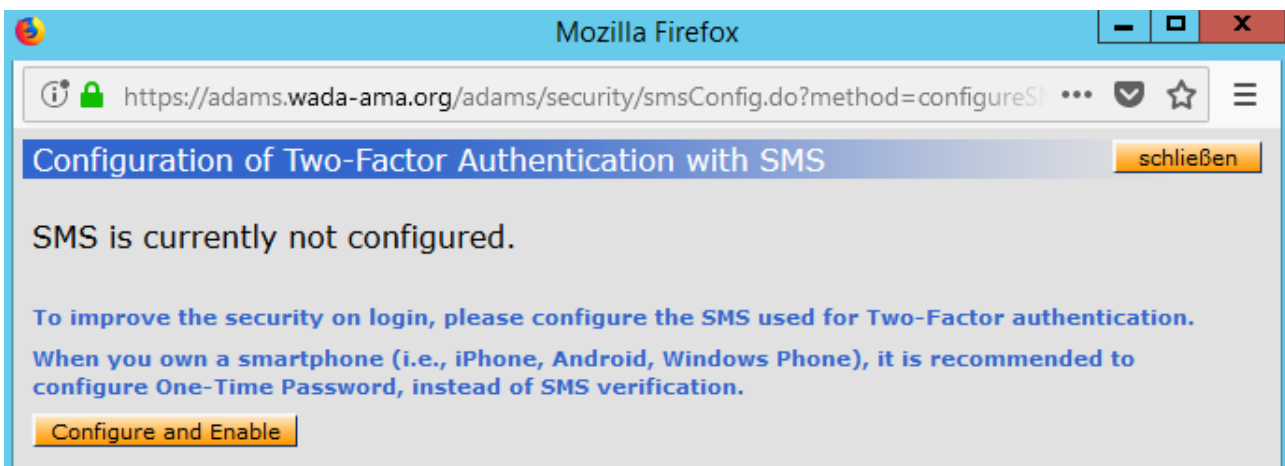 Mozilla Firefox
https://adams.wada-ama.org/adams/security/smsConfig.do?method=configureS
Configuration of Two-Factor Authentication with SMS
schließen
SMS is currently not configured.
To improve the security on login, please configure the SMS used for Two-Factor authentication.
When you own a smartphone (i.e., iPhone, Android, Windows Phone), it is recommended to
configure One-Time Password, instead of SMS verification.
Configure and Enable